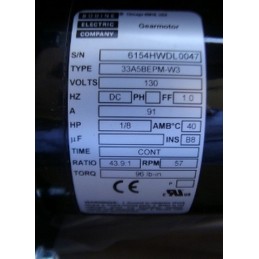 BODINE
ELECTRIC
COMPANY
Gearmotor
S/N 6154HWDL0047
TYPE 33A5BEPM-W3
VOLTS 130
HZ DC PH FF 1.0
A .91
HP 1/8 AMB°C 40
µF INS B8
TIME CONT
RATIO 43.9:1 RPM 57
TORQ 96 lb-in
CE